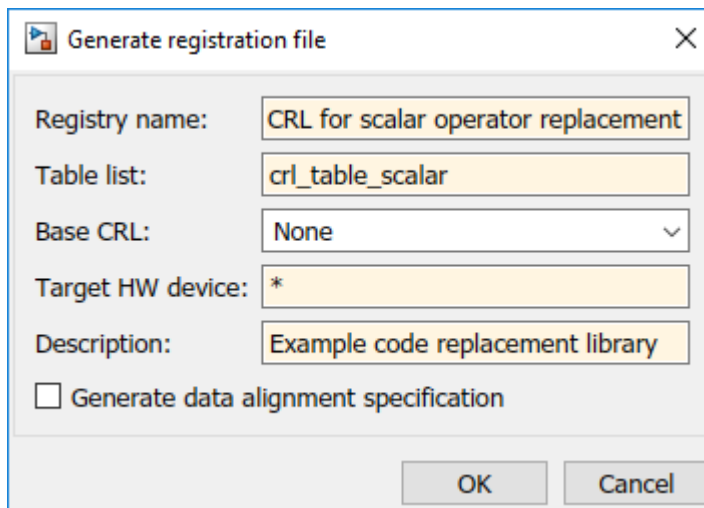 Generate registration file
Registry name: CRL for scalar operator replacement
Table list: crl_table_scalar
Base CRL: None
Target HW device: *
Description: Example code replacement library
Generate data alignment specification
OK Cancel